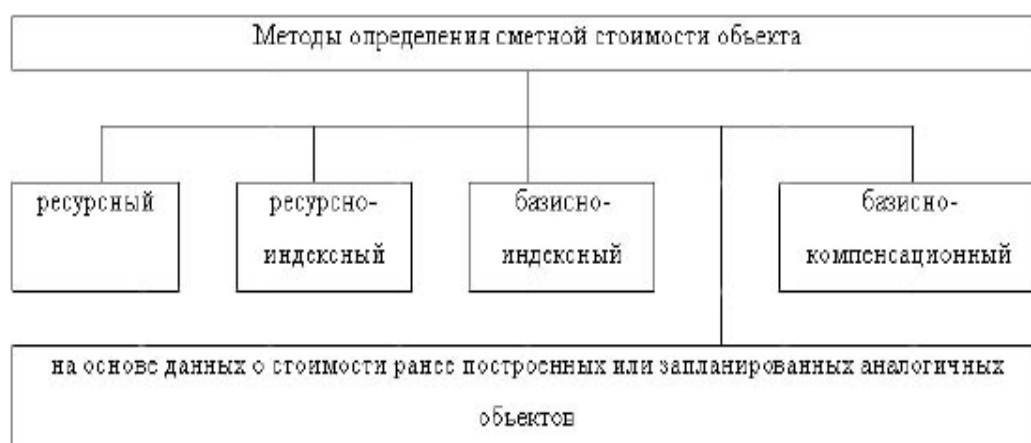 Методы определения сметной стоимости объекта
ресурсный
ресурсно-
индексный
базисно-
индексный
базисно-
компенсационный
на основе данных о стоимости ранее построенных или запланированных аналогичных
объектов